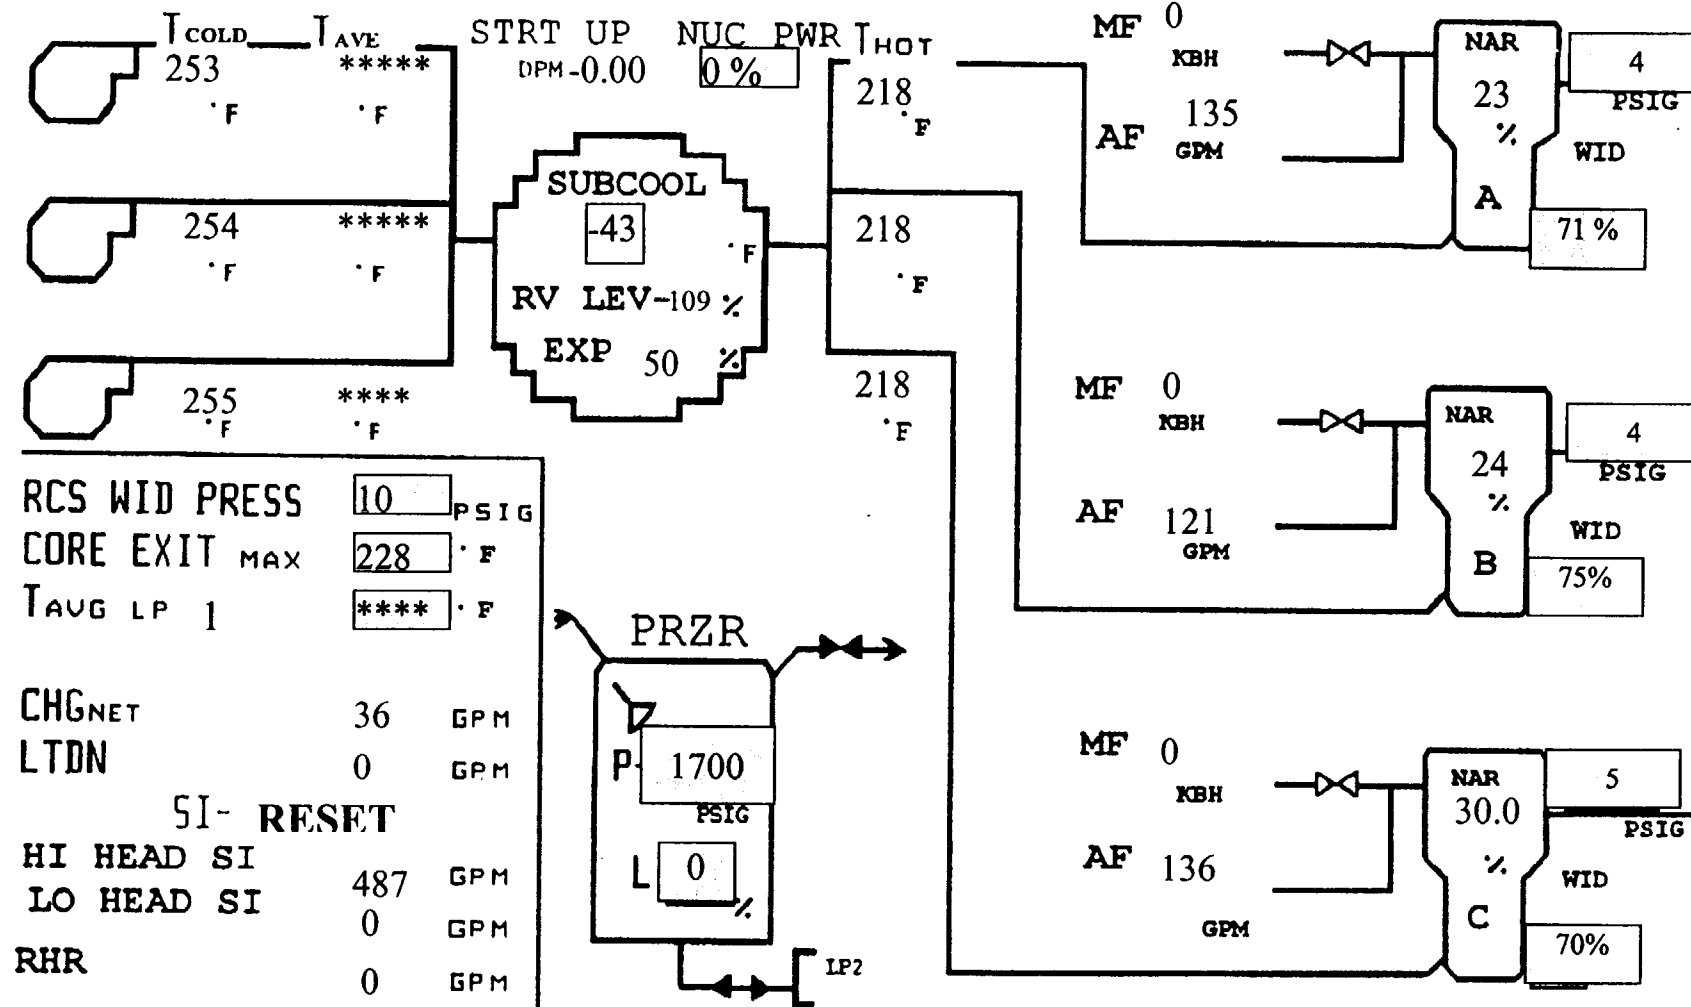 TCOLD TAVE STRT UP NUC PWR THOT
253 ***** DPM -0.00 0 % 218
°F °F °F
254 ***** 218
°F °F °F
255 **** 218
°F °F °F
SUBCOOL
-43 °F
RV LEV-109 %
EXP 50 %
RCS WID PRESS 10 PSIG
CORE EXIT MAX 228 °F
TAVG LP 1 **** °F
CHGNET 36 GPM
LTDN 0 GPM
SI- RESET
HI HEAD SI 487 GPM
LO HEAD SI 0 GPM
RHR 0 GPM
PRZR
P 1700
PSIG
L 0
%
LP2
MF 0
KBH
AF 135
GPM
NAR
23
%
A
4
PSIG
WID
71 %
MF 0
KBH
AF 121
GPM
NAR
24
%
B
4
PSIG
WID
75%
MF 0
KBH
AF 136
GPM
NAR
30.0
%
C
5
PSIG
WID
70%